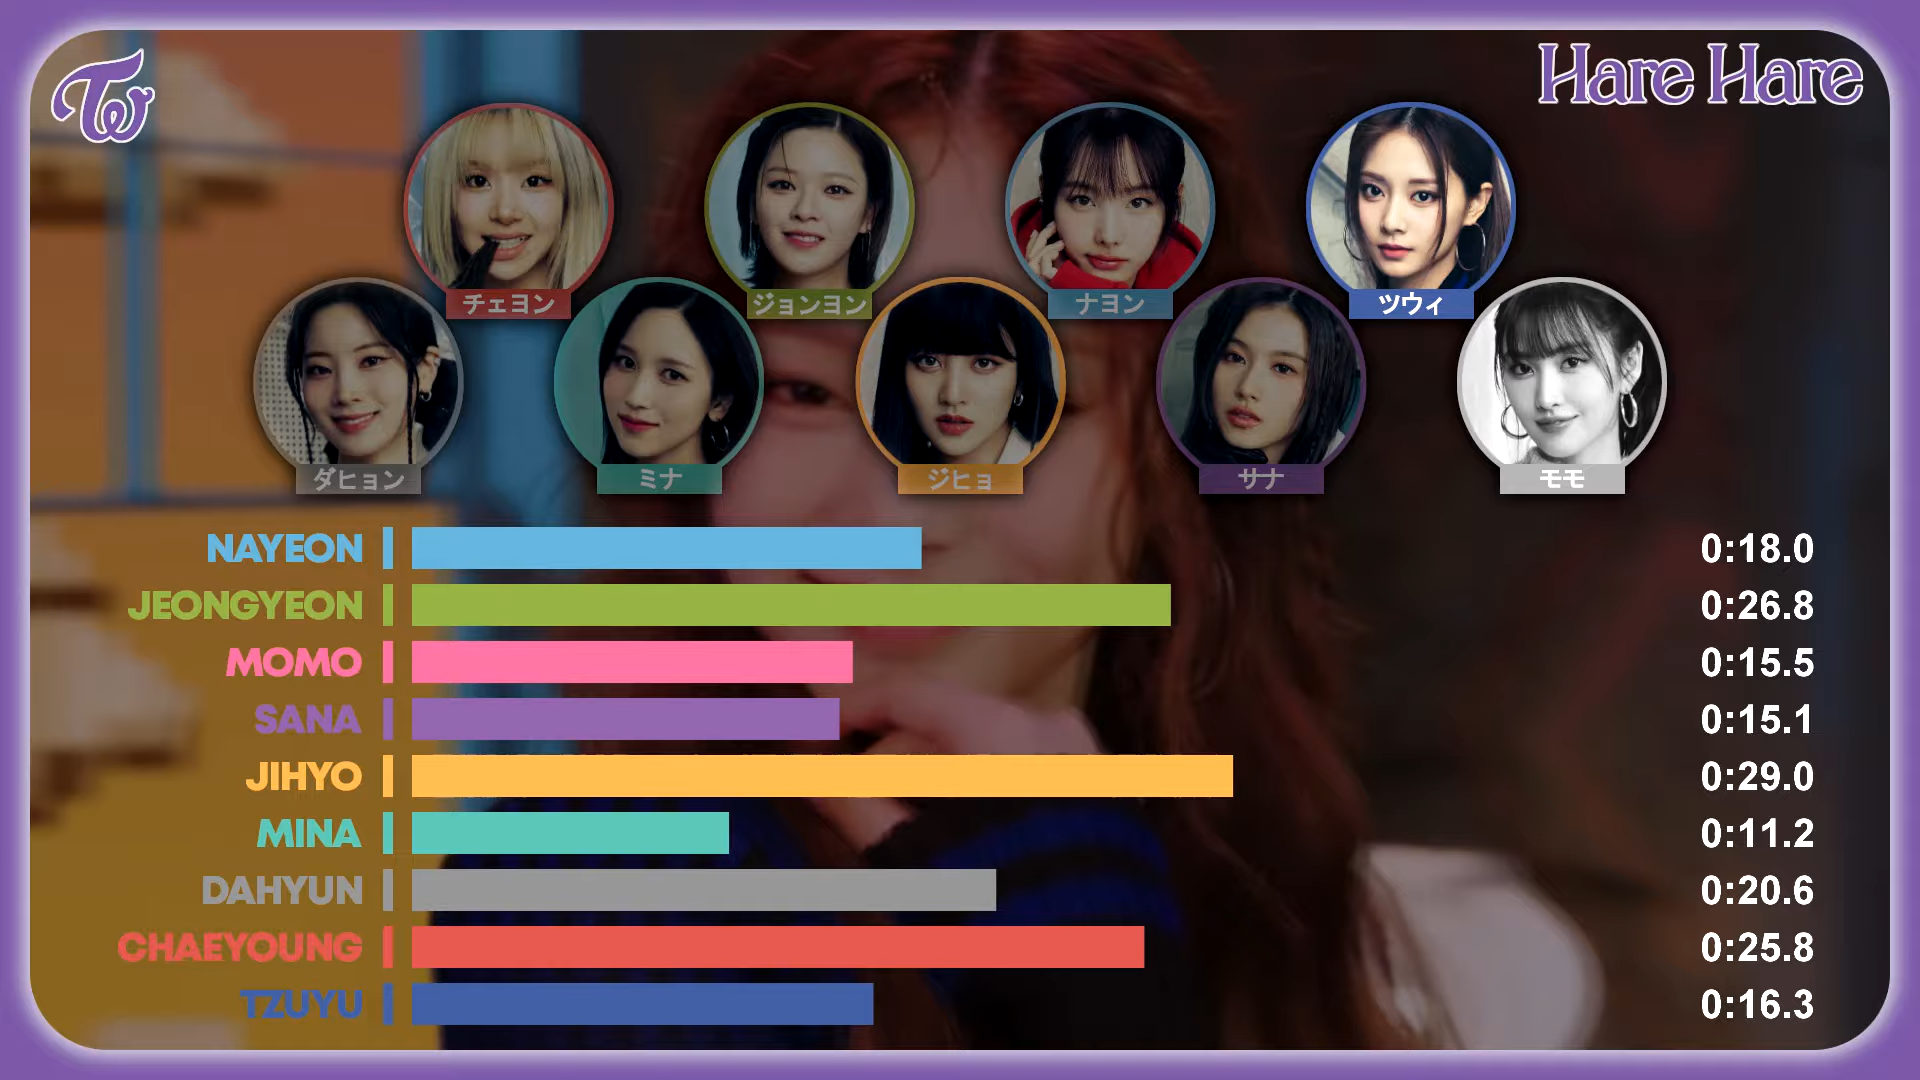 TW
Hare Hare
チェヨン
ジョンヨン
ナヨン
ツウィ
ダヒョン
ミナ
ジヒョ
サナ
モモ
NAYEON 0:18.0
JEONGYEON 0:26.8
MOMO 0:15.5
SANA 0:15.1
JIHYO 0:29.0
MINA 0:11.2
DAHYUN 0:20.6
CHAEYOUNG 0:25.8
TZUYU 0:16.3